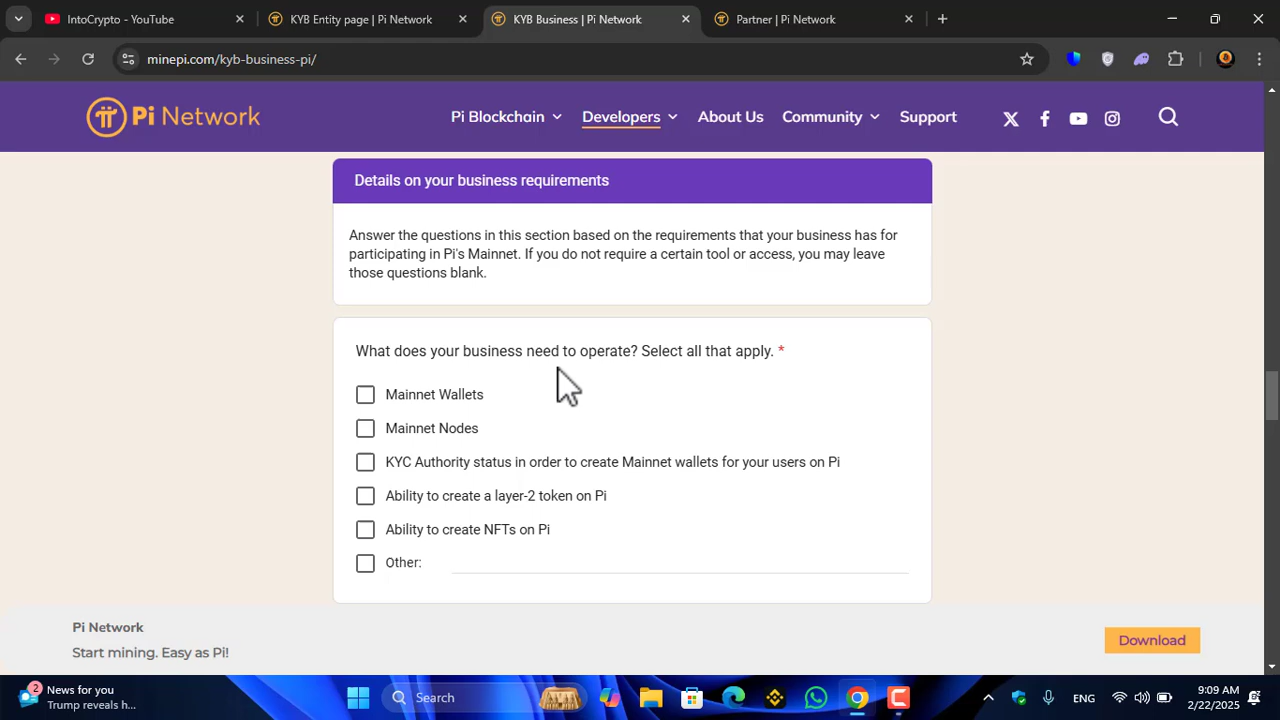 IntoCrypto - YouTube
KYB Entity page | Pi Network
KYB Business | Pi Network
Partner | Pi Network
minepi.com/kyb-business-pi/
Pi Network
Pi Blockchain
Developers
About Us
Community
Support
Details on your business requirements
Answer the questions in this section based on the requirements that your business has for
participating in Pi's Mainnet. If you do not require a certain tool or access, you may leave
those questions blank.
What does your business need to operate? Select all that apply. *
Mainnet Wallets
Mainnet Nodes
KYC Authority status in order to create Mainnet wallets for your users on Pi
Ability to create a layer-2 token on Pi
Ability to create NFTs on Pi
Other:
Pi Network
Start mining. Easy as Pi!
Download
2
News for you
Trump reveals h...
Search
ENG
9:09 AM
2/22/2025